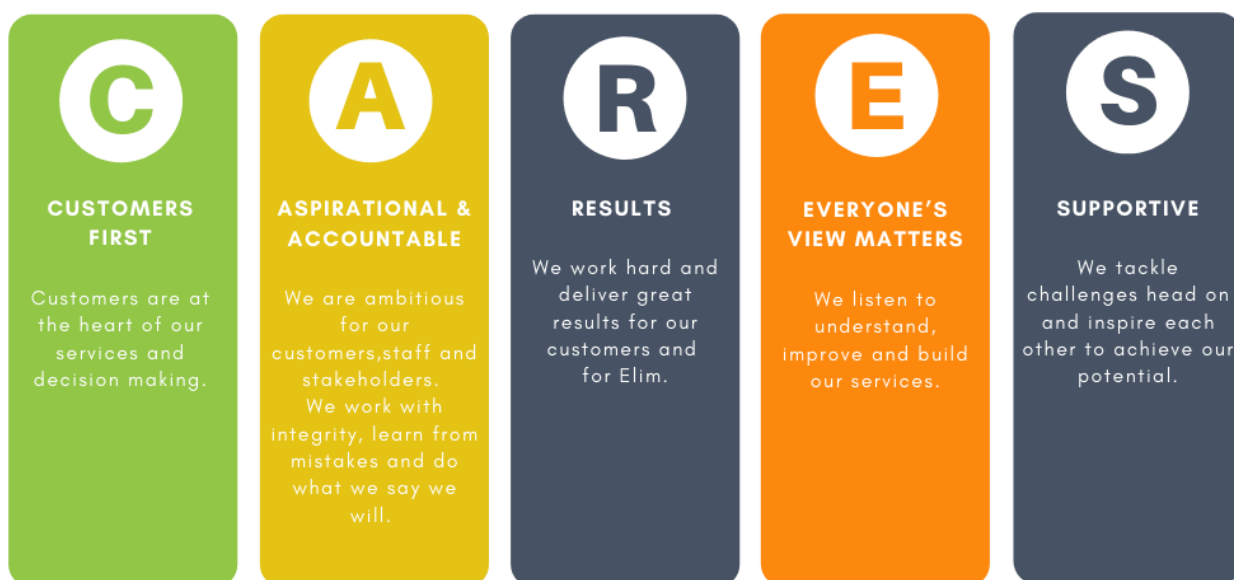 C
CUSTOMERS
FIRST
Customers are at
the heart of our
services and
decision making.
A
ASPIRATIONAL &
ACCOUNTABLE
We are ambitious
for our
customers,staff and
stakeholders.
We work with
integrity, learn from
mistakes and do
what we say we
will.
R
RESULTS
We work hard and
deliver great
results for our
customers and
for Elim.
E
EVERYONE’S
VIEW MATTERS
We listen to
understand,
improve and build
our services.
S
SUPPORTIVE
We tackle
challenges head on
and inspire each
other to achieve our
potential.